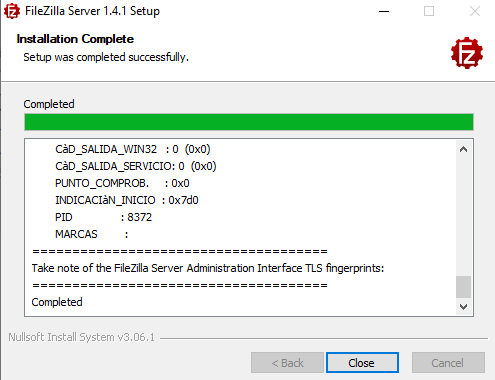 FileZilla Server 1.4.1 Setup
Installation Complete
Setup was completed successfully.
Completed
CàD_SALIDA_WIN32 : 0 (0x0)
CàD_SALIDA_SERVICIO: 0 (0x0)
PUNTO_COMPROB. : 0x0
INDICACIàN_INICIO : 0x7d0
PID : 8372
MARCAS :
=====================================
Take note of the FileZilla Server Administration Interface TLS fingerprints:
=====================================
Completed
Nullsoft Install System v3.06.1
< Back Close Cancel